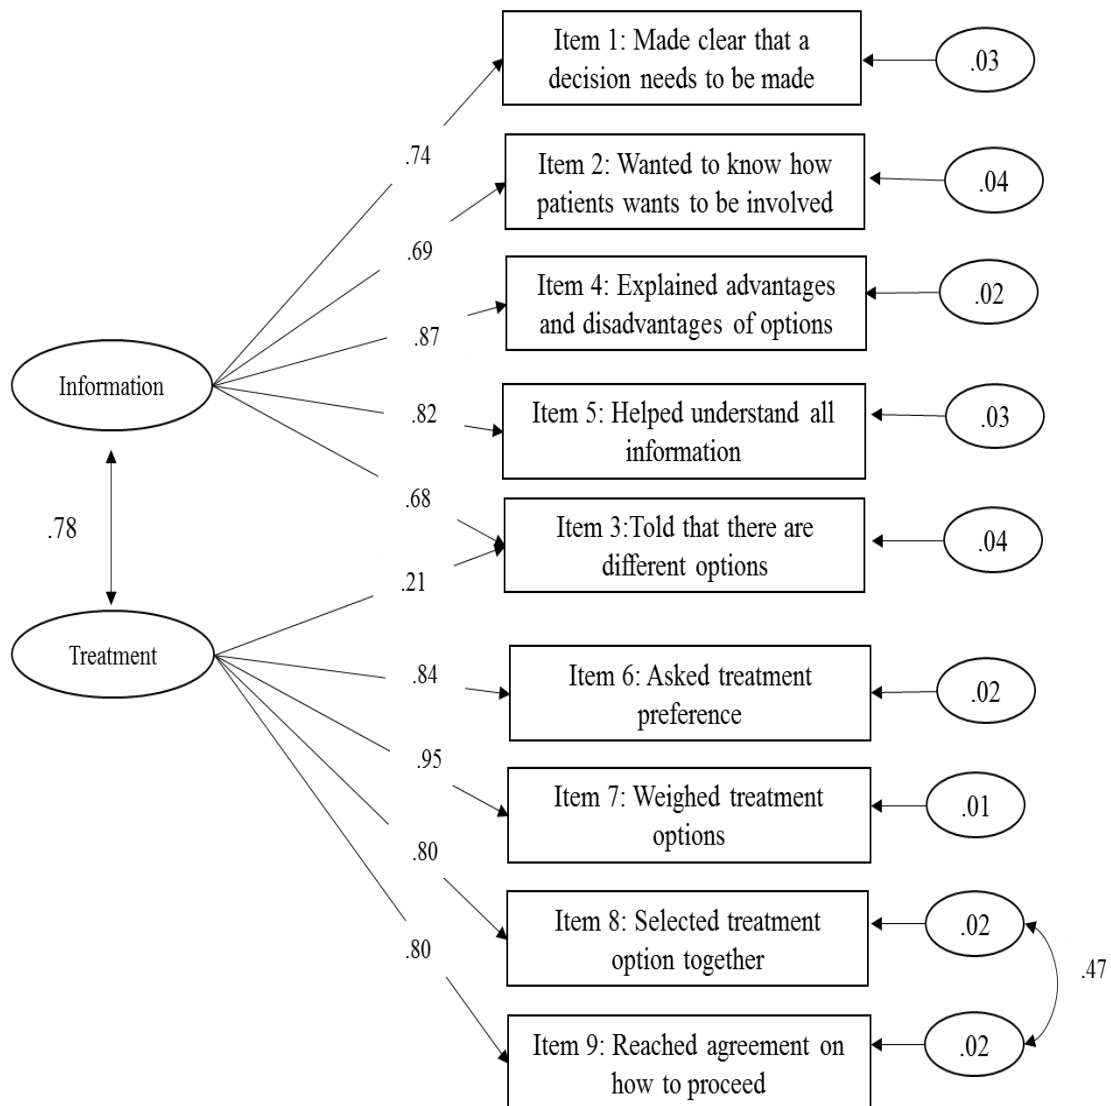 Item 1: Made clear that a
decision needs to be made
.03
.74
Item 2: Wanted to know how
patients wants to be involved
.04
.69
Item 4: Explained advantages
and disadvantages of options
.02
.87
Information
Item 5: Helped understand all
information
.03
.82
.68
Item 3:Told that there are
different options
.04
.78
.21
Treatment
Item 6: Asked treatment
preference
.02
.84
.95
Item 7: Weighed treatment
options
.01
.80
Item 8: Selected treatment
option together
.02
.47
.80
Item 9: Reached agreement on
how to proceed
.02